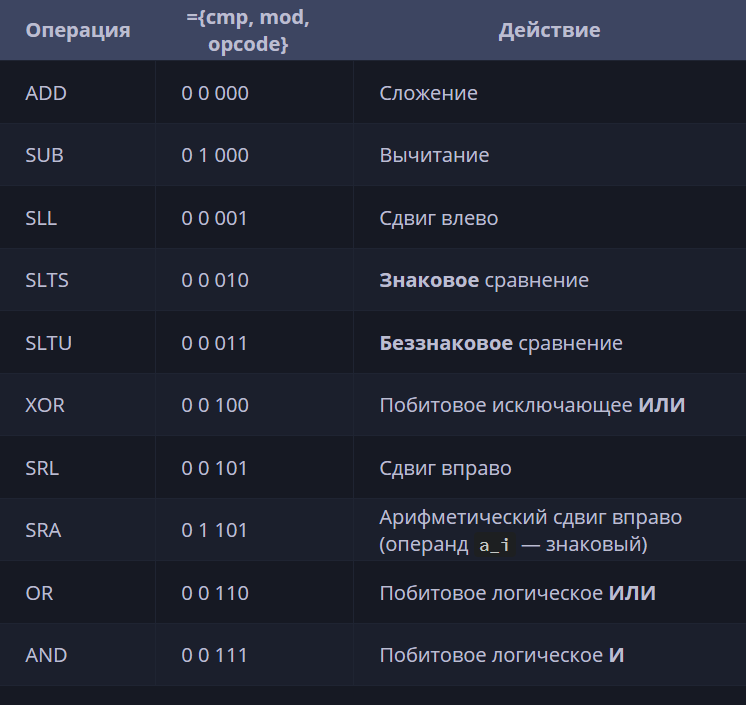 Операция ={cmp, mod, opcode} Действие
ADD 0 0 000 Сложение
SUB 0 1 000 Вычитание
SLL 0 0 001 Сдвиг влево
SLTS 0 0 010 Знаковое сравнение
SLTU 0 0 011 Беззнаковое сравнение
XOR 0 0 100 Побитовое исключающее ИЛИ
SRL 0 0 101 Сдвиг вправо
SRA 0 1 101 Арифметический сдвиг вправо
(операнд a_i — знаковый)
OR 0 0 110 Побитовое логическое ИЛИ
AND 0 0 111 Побитовое логическое И